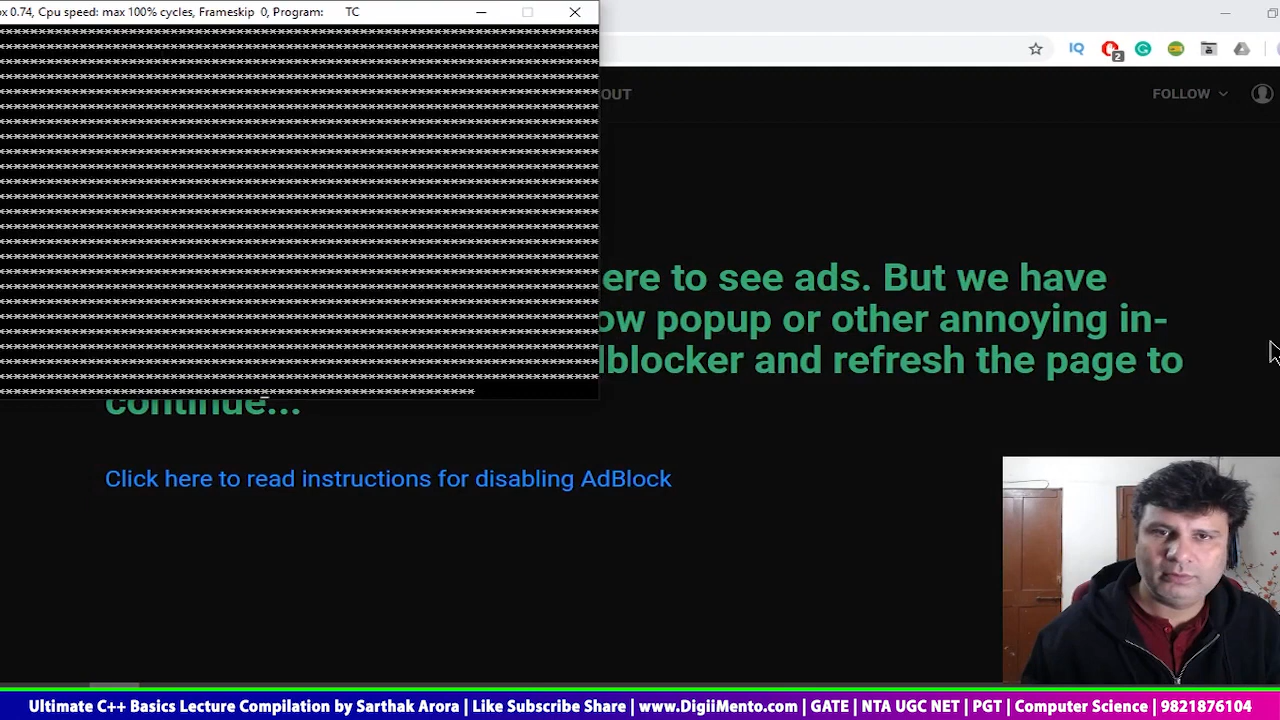 ox 0.74, Cpu speed: max 100% cycles, Frameskip 0, Program: TC
IQ
2
OUT
FOLLOW
ere to see ads. But we have
ow popup or other annoying in-
lblocker and refresh the page to
continue...
Click here to read instructions for disabling AdBlock
Ultimate C++ Basics Lecture Compilation by Sarthak Arora | Like Subscribe Share | www.DigiiMento.com | GATE | NTA UGC NET | PGT | Computer Science | 9821876104